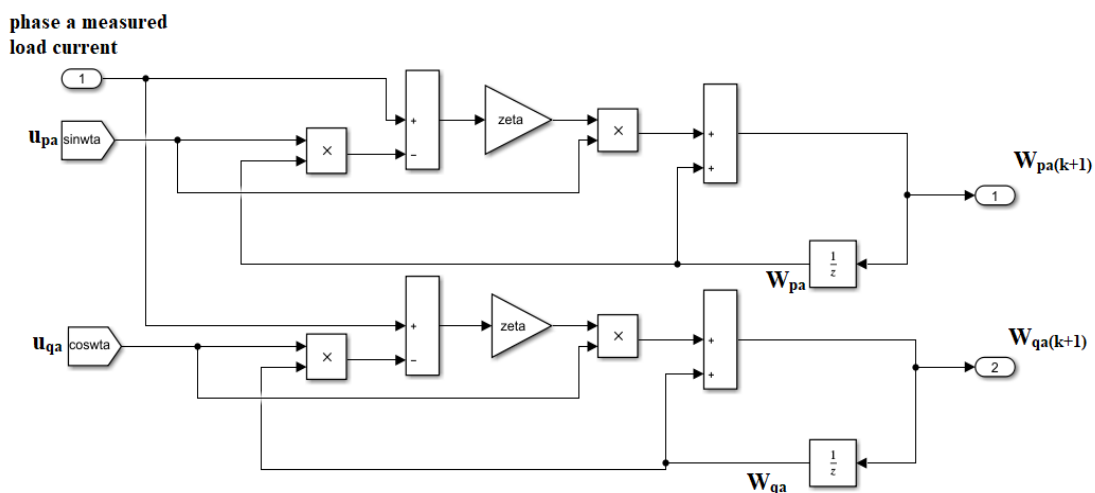 phase a measured
load current
1
upa sinwta
×
+
−
zeta
×
+
+
Wpa(k+1)
1
1
z
Wpa
uqa coswta
×
+
−
zeta
×
+
+
Wqa(k+1)
2
1
z
Wqa